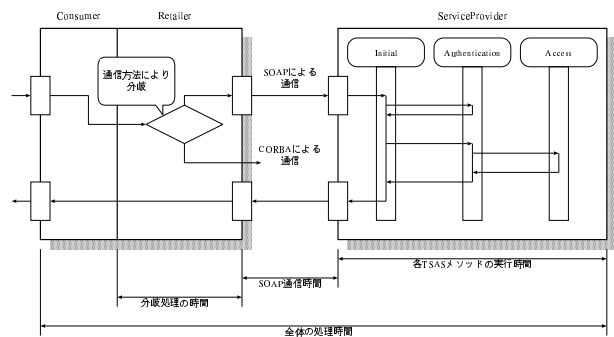 Consumer
Retailer
ServiceProvider
Initial
Authentication
Access
通信方法により
分岐
SOAPによる
通信
CORBAによる
通信
各TSASメソッドの実行時間
SOAP通信時間
分岐処理の時間
全体の処理時間